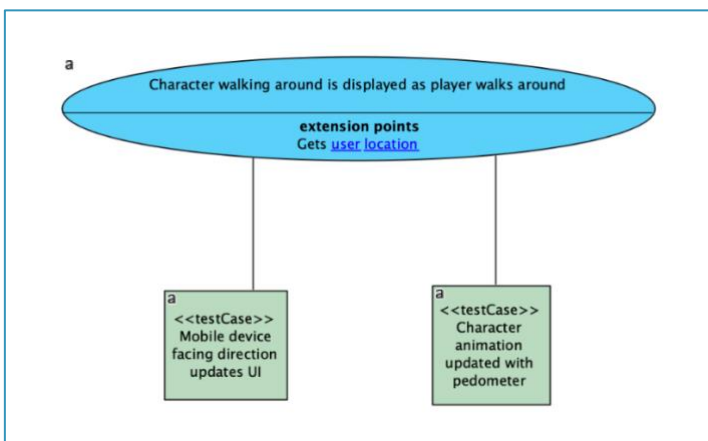 a
Character walking around is displayed as player walks around
extension points
Gets user location
a
<<testCase>>
Mobile device
facing direction
updates UI
a
<<testCase>>
Character
animation
updated with
pedometer